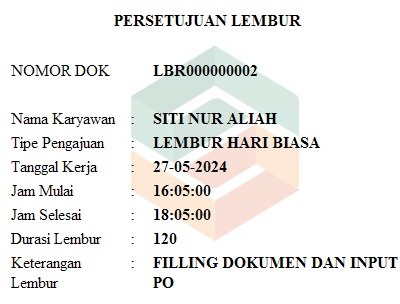 PERSETUJUAN LEMBUR
NOMOR DOK LBR000000002
Nama Karyawan : SITI NUR ALIAH
Tipe Pengajuan : LEMBUR HARI BIASA
Tanggal Kerja : 27-05-2024
Jam Mulai : 16:05:00
Jam Selesai : 18:05:00
Durasi Lembur : 120
Keterangan : FILLING DOKUMEN DAN INPUT
Lembur PO